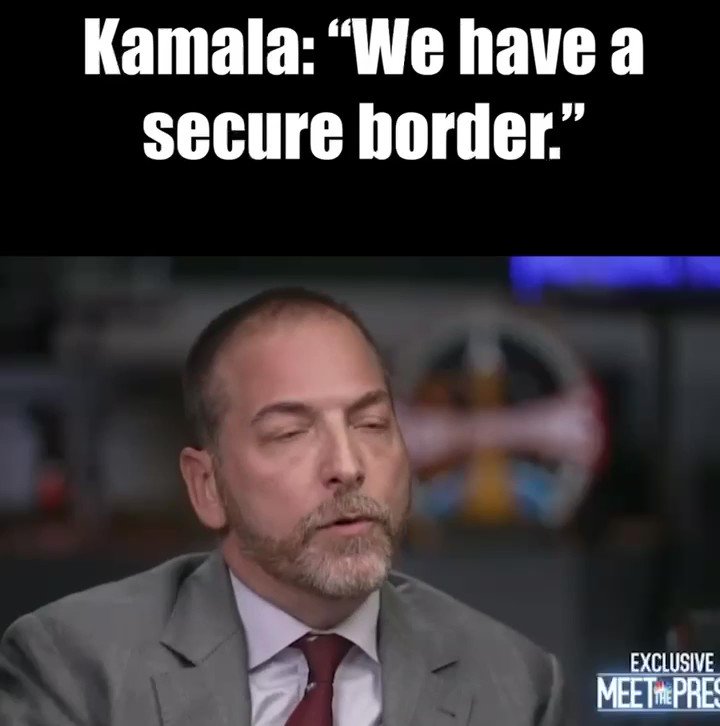 Kamala: “We have a
secure border.”
EXCLUSIVE
MEET THE PRES